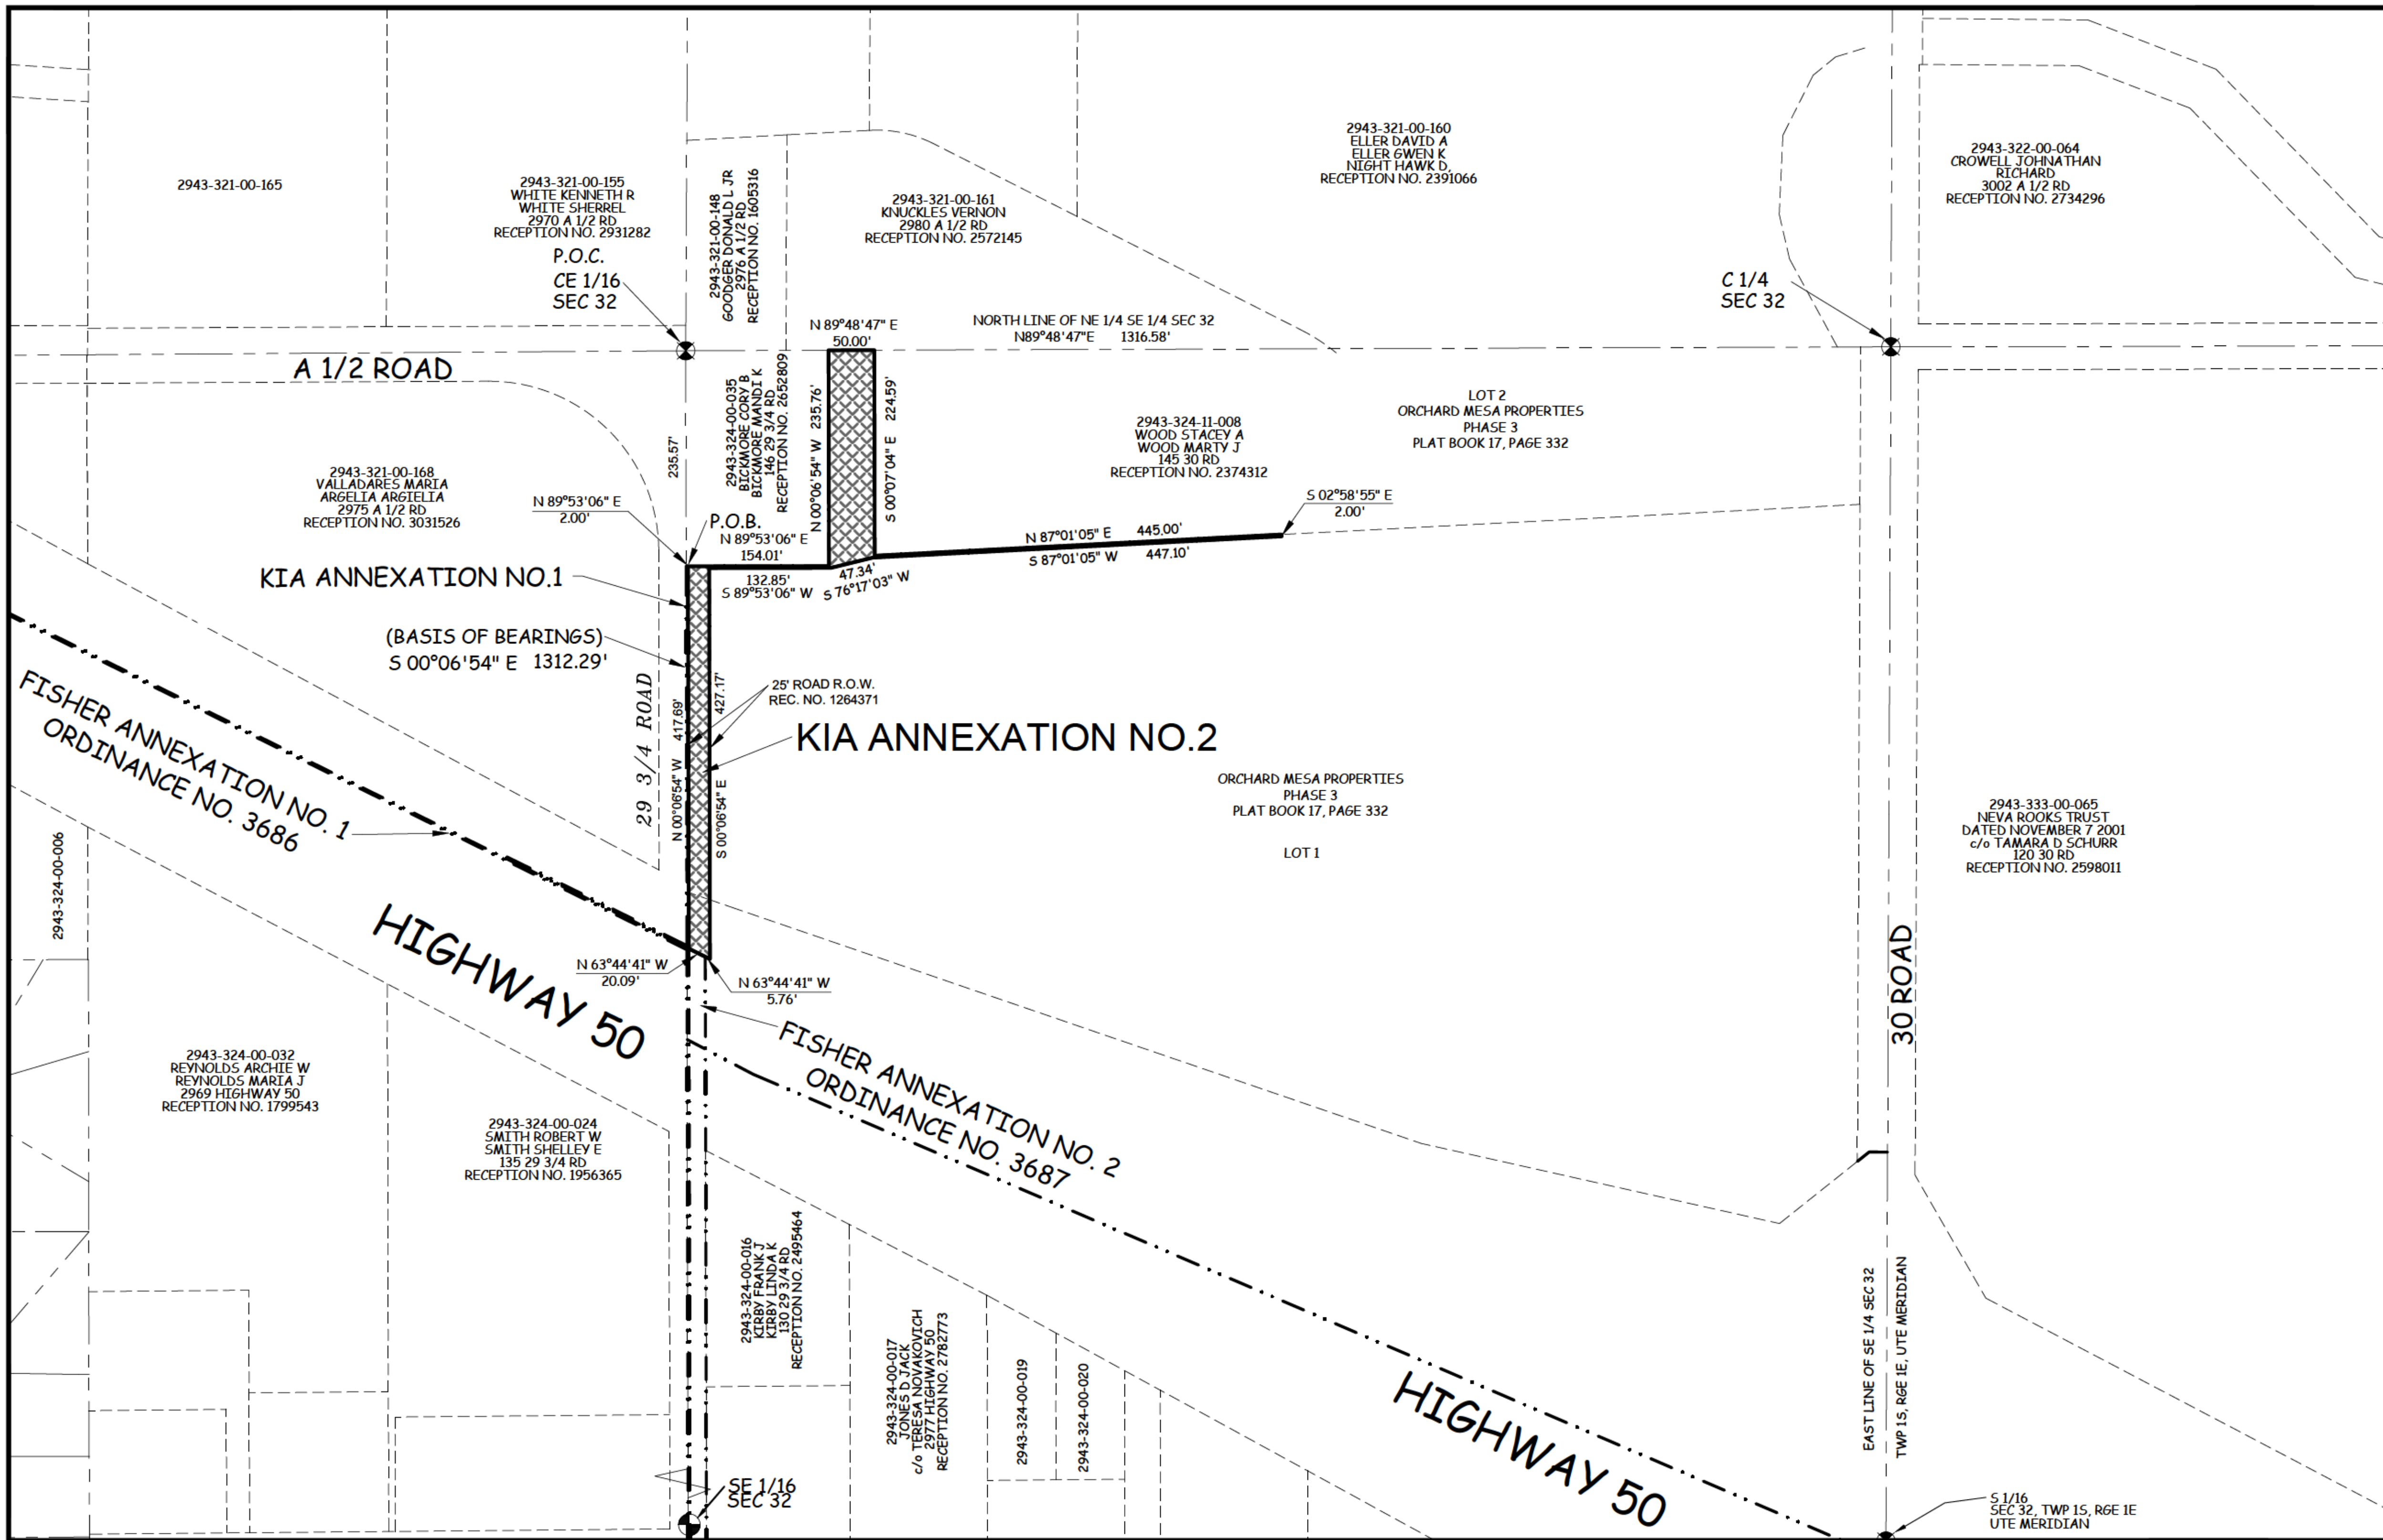 2943-321-00-165
2943-321-00-155
WHITE KENNETH R
WHITE SHERREL
2970 A 1/2 RD
RECEPTION NO. 2931282
P.O.C.
CE 1/16
SEC 32
2943-321-00-148
GOODGER DONALD L JR
2976 A 1/2 RD
RECEPTION NO. 1605316
2943-321-00-161
KNUCKLES VERNON
2980 A 1/2 RD
RECEPTION NO. 2572145
2943-321-00-160
ELLER DAVID A
ELLER GWEN K
NIGHT HAWK D,
RECEPTION NO. 2391066
2943-322-00-064
CROWELL JOHNATHAN
RICHARD
3002 A 1/2 RD
RECEPTION NO. 2734296
C 1/4
SEC 32
N 89°48'47" E
50.00'
NORTH LINE OF NE 1/4 SE 1/4 SEC 32
N89°48'47"E 1316.58'
A 1/2 ROAD
235.57'
2943-324-00-035
BICKMORE CORY B
BICKMORE MANDI K
146 29 3/4 RD
RECEPTION NO. 2652809
N 00°06'54" W 235.76'
S 00°07'04" E 224.59'
2943-324-11-008
WOOD STACEY A
WOOD MARTY J
145 30 RD
RECEPTION NO. 2374312
LOT 2
ORCHARD MESA PROPERTIES
PHASE 3
PLAT BOOK 17, PAGE 332
2943-321-00-168
VALLADARES MARIA
ARGELIA ARGIELIA
2975 A 1/2 RD
RECEPTION NO. 3031526
N 89°53'06" E
2.00'
P.O.B.
N 89°53'06" E
154.01'
S 02°58'55" E
2.00'
N 87°01'05" E 445.00'
S 87°01'05" W 447.10'
KIA ANNEXATION NO.1
132.85'
S 89°53'06" W
47.34'
S 76°17'03" W
(BASIS OF BEARINGS)
S 00°06'54" E 1312.29'
29 3/4 ROAD
N 00°06'54" W 417.69'
427.17'
S 00°06'54" E
25' ROAD R.O.W.
REC. NO. 1264371
KIA ANNEXATION NO.2
FISHER ANNEXATION NO. 1
ORDINANCE NO. 3686
ORCHARD MESA PROPERTIES
PHASE 3
PLAT BOOK 17, PAGE 332
LOT 1
2943-333-00-065
NEVA ROOKS TRUST
DATED NOVEMBER 7 2001
c/o TAMARA D SCHURR
120 30 RD
RECEPTION NO. 2598011
2943-324-00-006
HIGHWAY 50
N 63°44'41" W
20.09'
N 63°44'41" W
5.76'
30 ROAD
FISHER ANNEXATION NO. 2
ORDINANCE NO. 3687
2943-324-00-032
REYNOLDS ARCHIE W
REYNOLDS MARIA J
2969 HIGHWAY 50
RECEPTION NO. 1799543
2943-324-00-024
SMITH ROBERT W
SMITH SHELLEY E
135 29 3/4 RD
RECEPTION NO. 1956365
2943-324-00-016
KIRBY FRANK J
KIRBY LINDA K
130 29 3/4 RD
RECEPTION NO. 2495464
2943-324-00-017
JONES D JACK
c/o TERESA NOVAKOVICH
2977 HIGHWAY 50
RECEPTION NO. 2782773
2943-324-00-019
2943-324-00-020
HIGHWAY 50
EAST LINE OF SE 1/4 SEC 32
TWP 1S, RGE 1E, UTE MERIDIAN
SE 1/16
SEC 32
S 1/16
SEC 32, TWP 1S, RGE 1E
UTE MERIDIAN